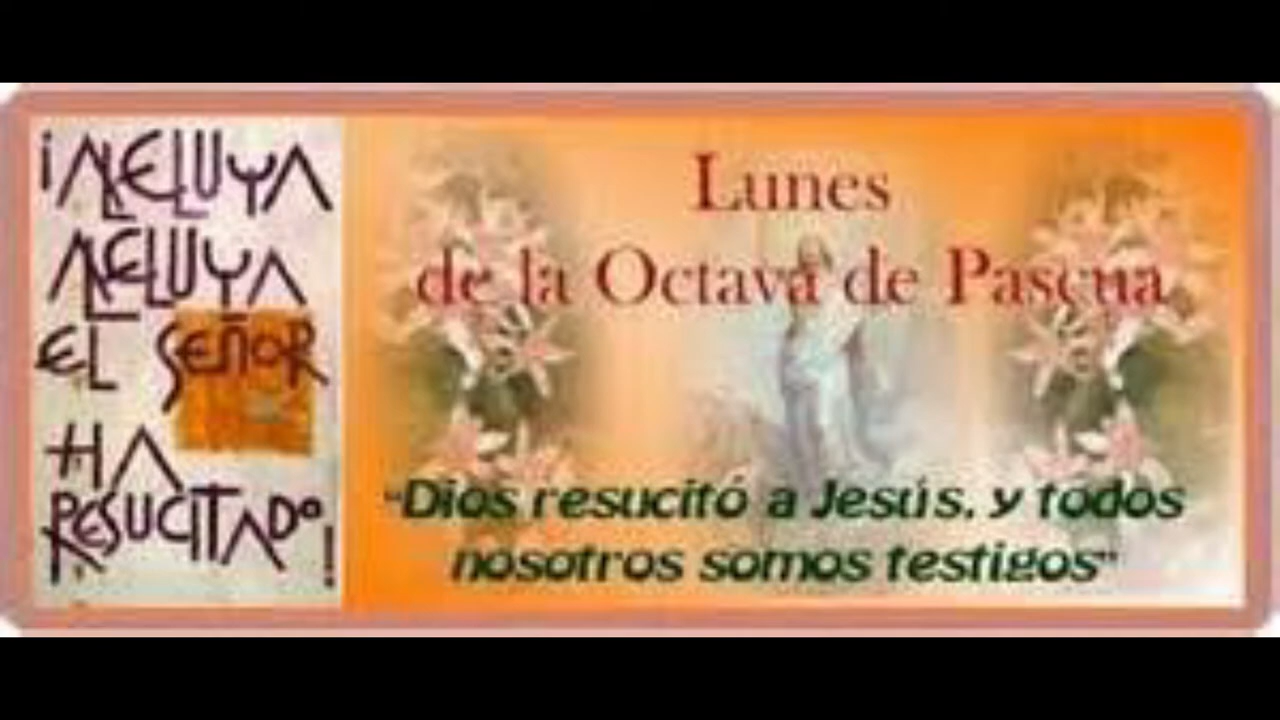 ¡ALELUYA
ALELUYA
EL SEÑOR
HA
RESUCITADO!
Lunes
de la Octava de Pascua
"Dios resucitó a Jesús, y todos
nosotros somos testigos"